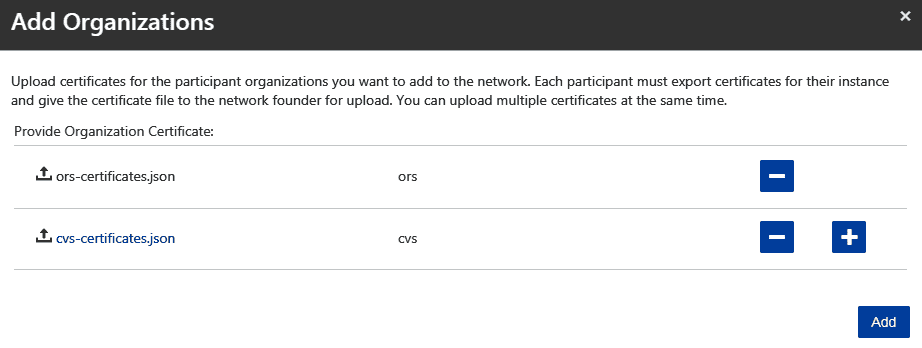 Add Organizations
Upload certificates for the participant organizations you want to add to the network. Each participant must export certificates for their instance
and give the certificate file to the network founder for upload. You can upload multiple certificates at the same time.
Provide Organization Certificate:
ors-certificates.json ors
cvs-certificates.json cvs
Add